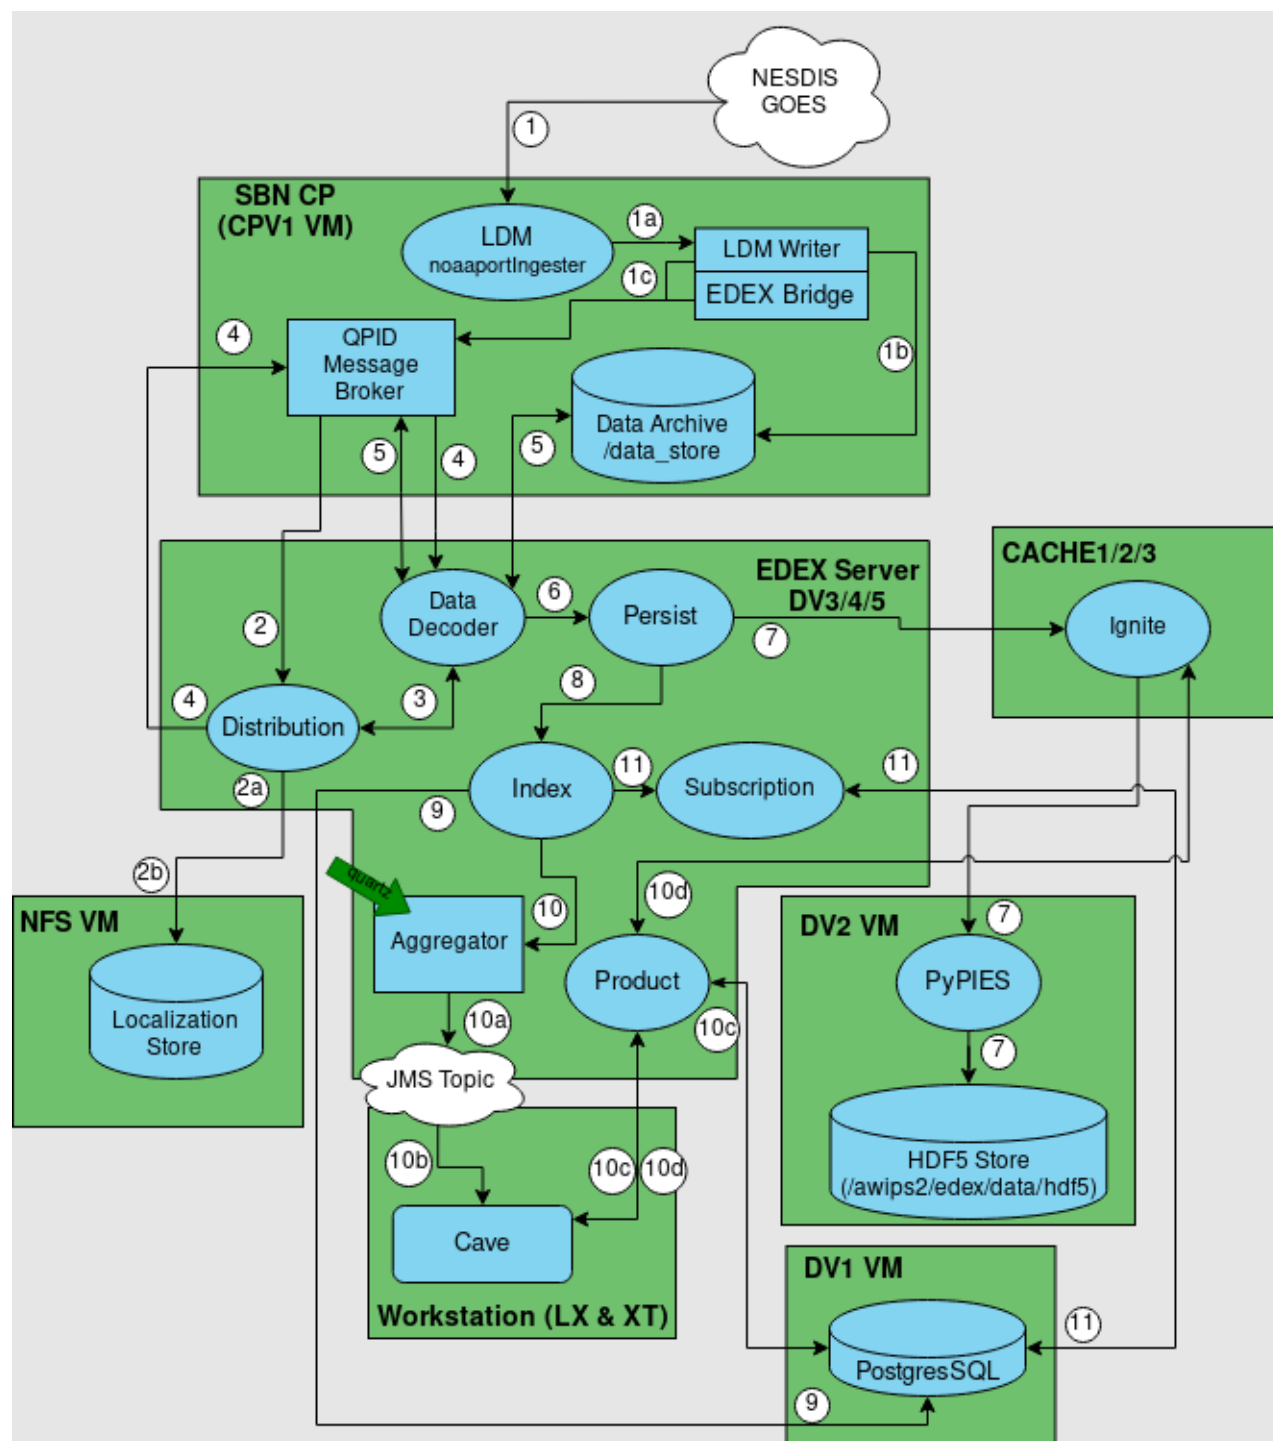 NESDIS
GOES
1
SBN CP
(CPV1 VM)
LDM
noaaportIngester
1a
LDM Writer
EDEX Bridge
1c
1b
4
QPID
Message
Broker
Data Archive
/data_store
5
4
5
EDEX Server
DV3/4/5
CACHE1/2/3
Data
Decoder
6
Persist
7
Ignite
2
8
4
Distribution
3
2a
9
Index
11
Subscription
11
2b
quartz
10
10d
NFS VM
Aggregator
Product
DV2 VM
7
PyPIES
Localization
Store
10a
10c
7
JMS Topic
10b
10c
10d
HDF5 Store
(/awips2/edex/data/hdf5)
Cave
Workstation (LX & XT)
DV1 VM
11
PostgresSQL
9